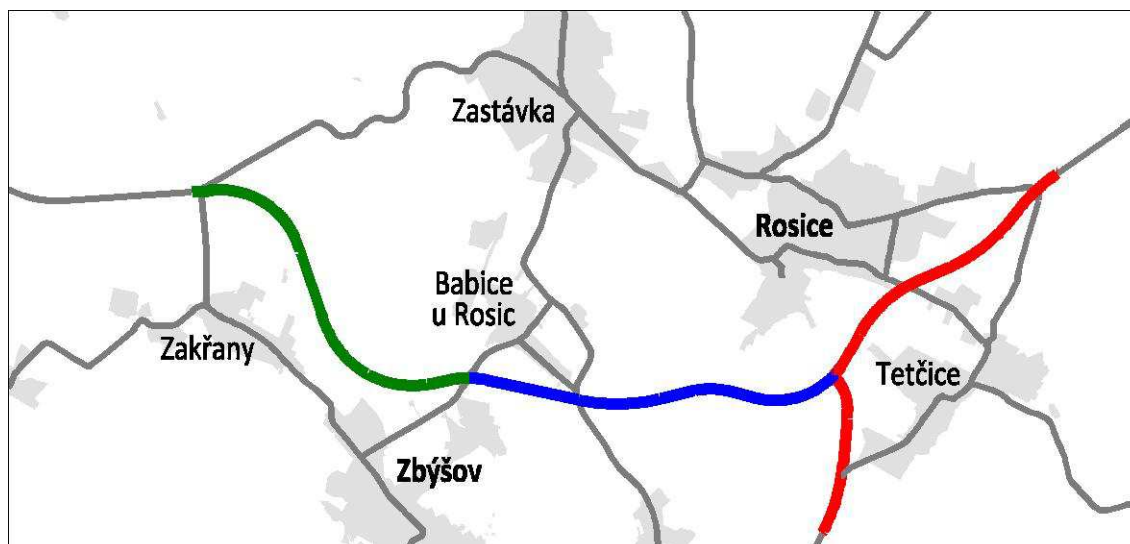 Zastávka
Rosice
Babice
u Rosic
Zakřany
Tetčice
Zbýšov